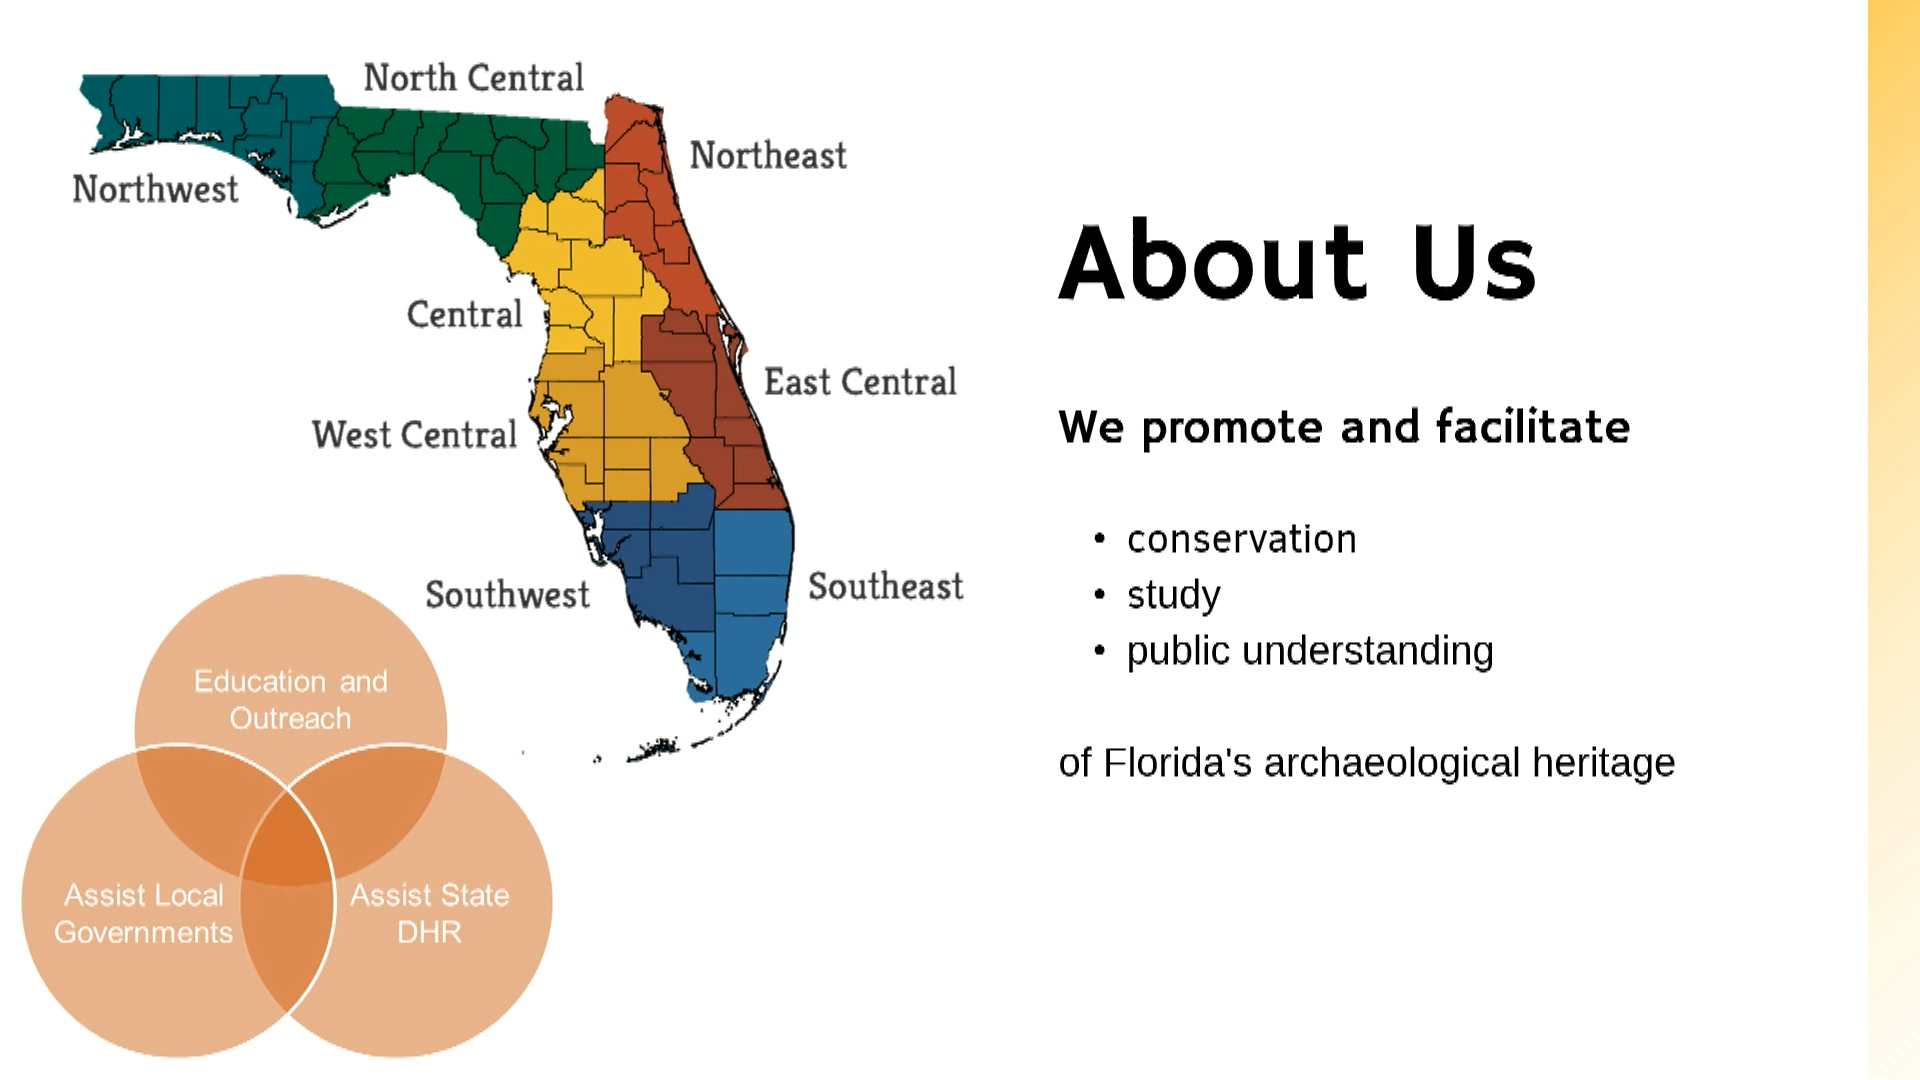 North Central
Northeast
Northwest
Central
East Central
West Central
Southwest
Southeast
Education and
Outreach
Assist Local
Governments
Assist State
DHR
About Us
We promote and facilitate
• conservation
• study
• public understanding
of Florida's archaeological heritage